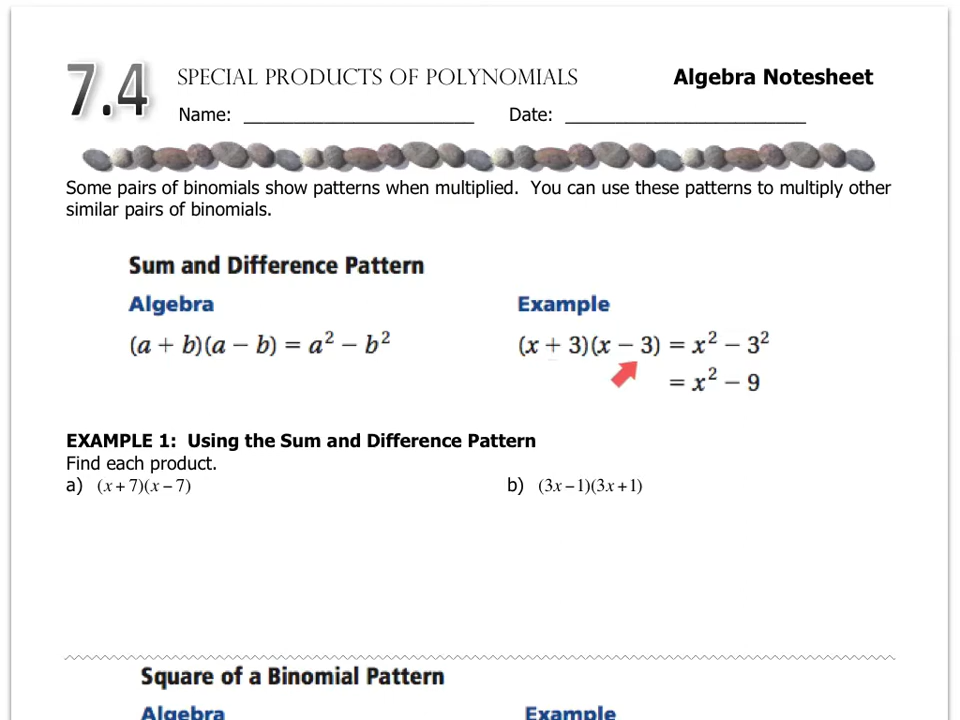 7.4 SPECIAL PRODUCTS OF POLYNOMIALS Algebra Notesheet
Name: ________________________ Date: _________________________
Some pairs of binomials show patterns when multiplied. You can use these patterns to multiply other
similar pairs of binomials.
Sum and Difference Pattern
Algebra Example
(a + b)(a − b) = a² − b² (x + 3)(x − 3) = x² − 3²
= x² − 9
EXAMPLE 1: Using the Sum and Difference Pattern
Find each product.
a) (x + 7)(x − 7) b) (3x − 1)(3x + 1)
Square of a Binomial Pattern
Algebra Example